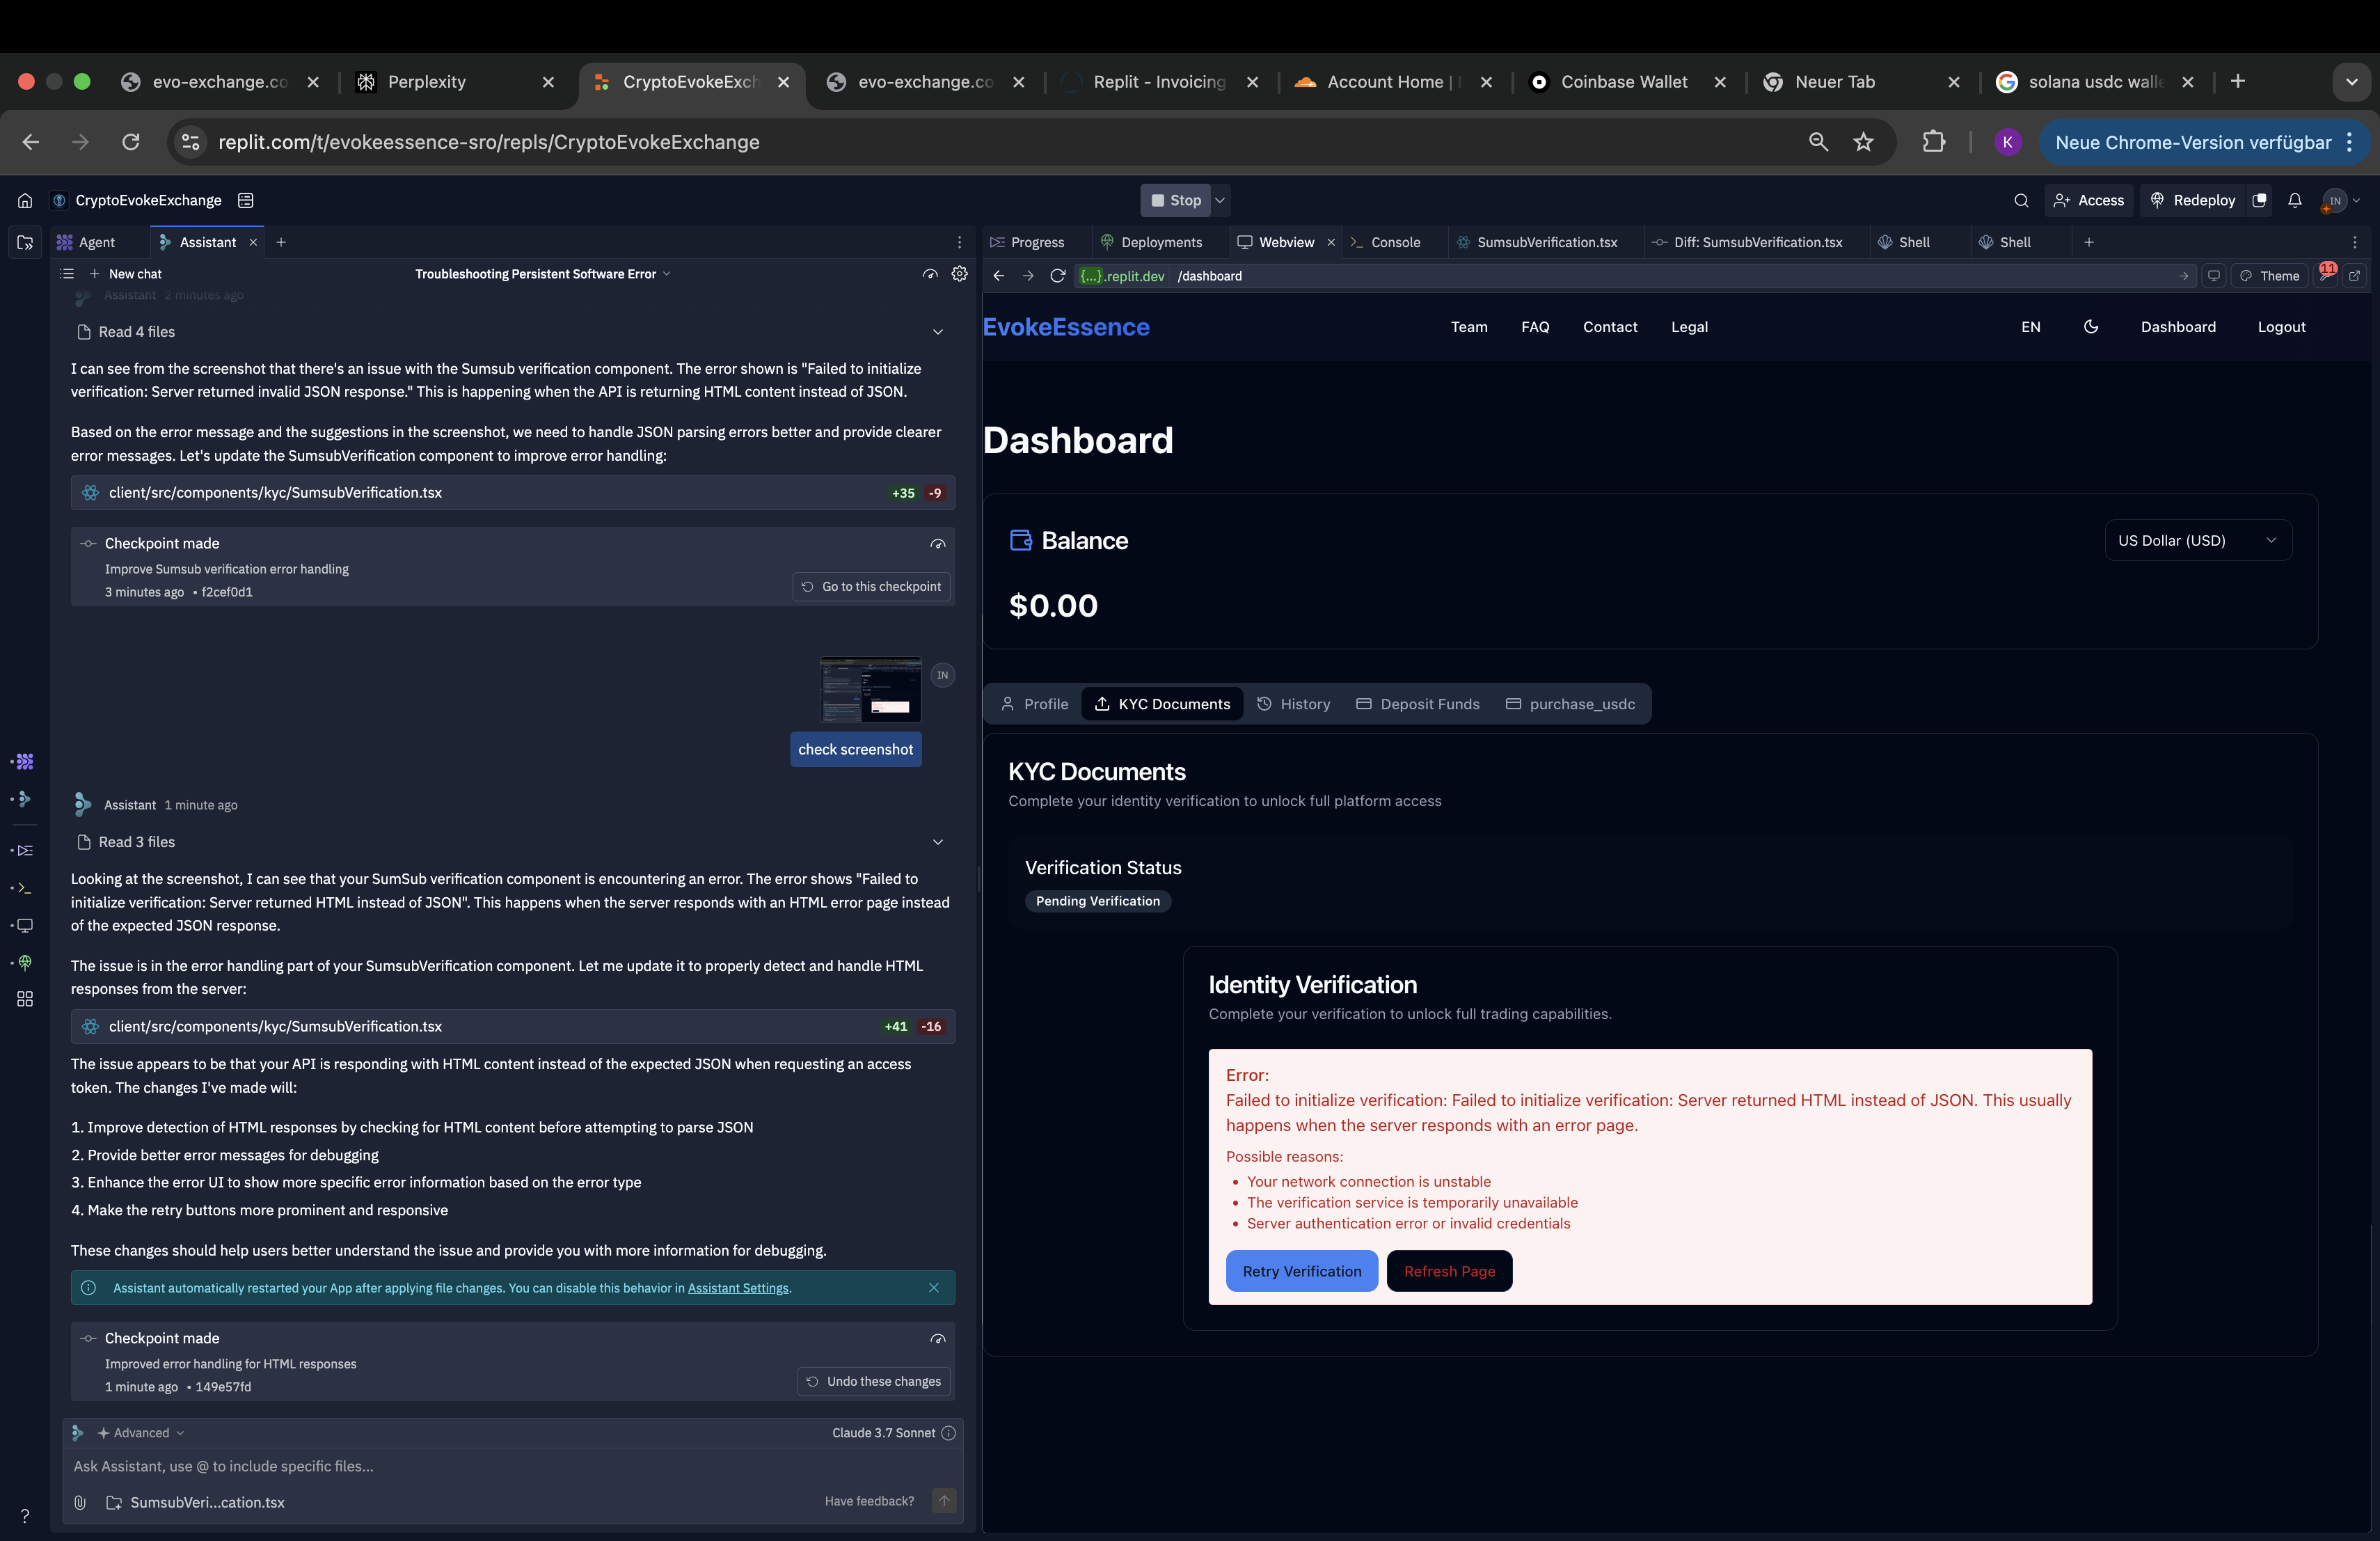 evo-exchange.co
Perplexity
CryptoEvokeExch
evo-exchange.co
Replit - Invoicing
Account Home |
Coinbase Wallet
Neuer Tab
solana usdc walle
replit.com/t/evokeessence-sro/repls/CryptoEvokeExchange
K
Neue Chrome-Version verfügbar
CryptoEvokeExchange
Stop
Access
Redeploy
IN
Agent
Assistant
New chat
Troubleshooting Persistent Software Error
Assistant 2 minutes ago
Read 4 files
I can see from the screenshot that there's an issue with the Sumsub verification component. The error shown is "Failed to initialize
verification: Server returned invalid JSON response." This is happening when the API is returning HTML content instead of JSON.
Based on the error message and the suggestions in the screenshot, we need to handle JSON parsing errors better and provide clearer
error messages. Let's update the SumsubVerification component to improve error handling:
client/src/components/kyc/SumsubVerification.tsx +35 -9
Checkpoint made
Improve Sumsub verification error handling
3 minutes ago • f2cef0d1
Go to this checkpoint
IN
check screenshot
Assistant 1 minute ago
Read 3 files
Looking at the screenshot, I can see that your SumSub verification component is encountering an error. The error shows "Failed to
initialize verification: Server returned HTML instead of JSON". This happens when the server responds with an HTML error page instead
of the expected JSON response.
The issue is in the error handling part of your SumsubVerification component. Let me update it to properly detect and handle HTML
responses from the server:
client/src/components/kyc/SumsubVerification.tsx +41 -16
The issue appears to be that your API is responding with HTML content instead of the expected JSON when requesting an access
token. The changes I've made will:
1. Improve detection of HTML responses by checking for HTML content before attempting to parse JSON
2. Provide better error messages for debugging
3. Enhance the error UI to show more specific error information based on the error type
4. Make the retry buttons more prominent and responsive
These changes should help users better understand the issue and provide you with more information for debugging.
Assistant automatically restarted your App after applying file changes. You can disable this behavior in Assistant Settings.
Checkpoint made
Improved error handling for HTML responses
1 minute ago • 149e57fd
Undo these changes
Advanced
Claude 3.7 Sonnet
Ask Assistant, use @ to include specific files...
SumsubVeri...cation.tsx
Have feedback?
?
Progress
Deployments
Webview
Console
SumsubVerification.tsx
Diff: SumsubVerification.tsx
Shell
Shell
{...}.replit.dev /dashboard
Theme
11
EvokeEssence
Team
FAQ
Contact
Legal
EN
Dashboard
Logout
Dashboard
Balance
US Dollar (USD)
$0.00
Profile
KYC Documents
History
Deposit Funds
purchase_usdc
KYC Documents
Complete your identity verification to unlock full platform access
Verification Status
Pending Verification
Identity Verification
Complete your verification to unlock full trading capabilities.
Error:
Failed to initialize verification: Failed to initialize verification: Server returned HTML instead of JSON. This usually
happens when the server responds with an error page.
Possible reasons:
• Your network connection is unstable
• The verification service is temporarily unavailable
• Server authentication error or invalid credentials
Retry Verification
Refresh Page